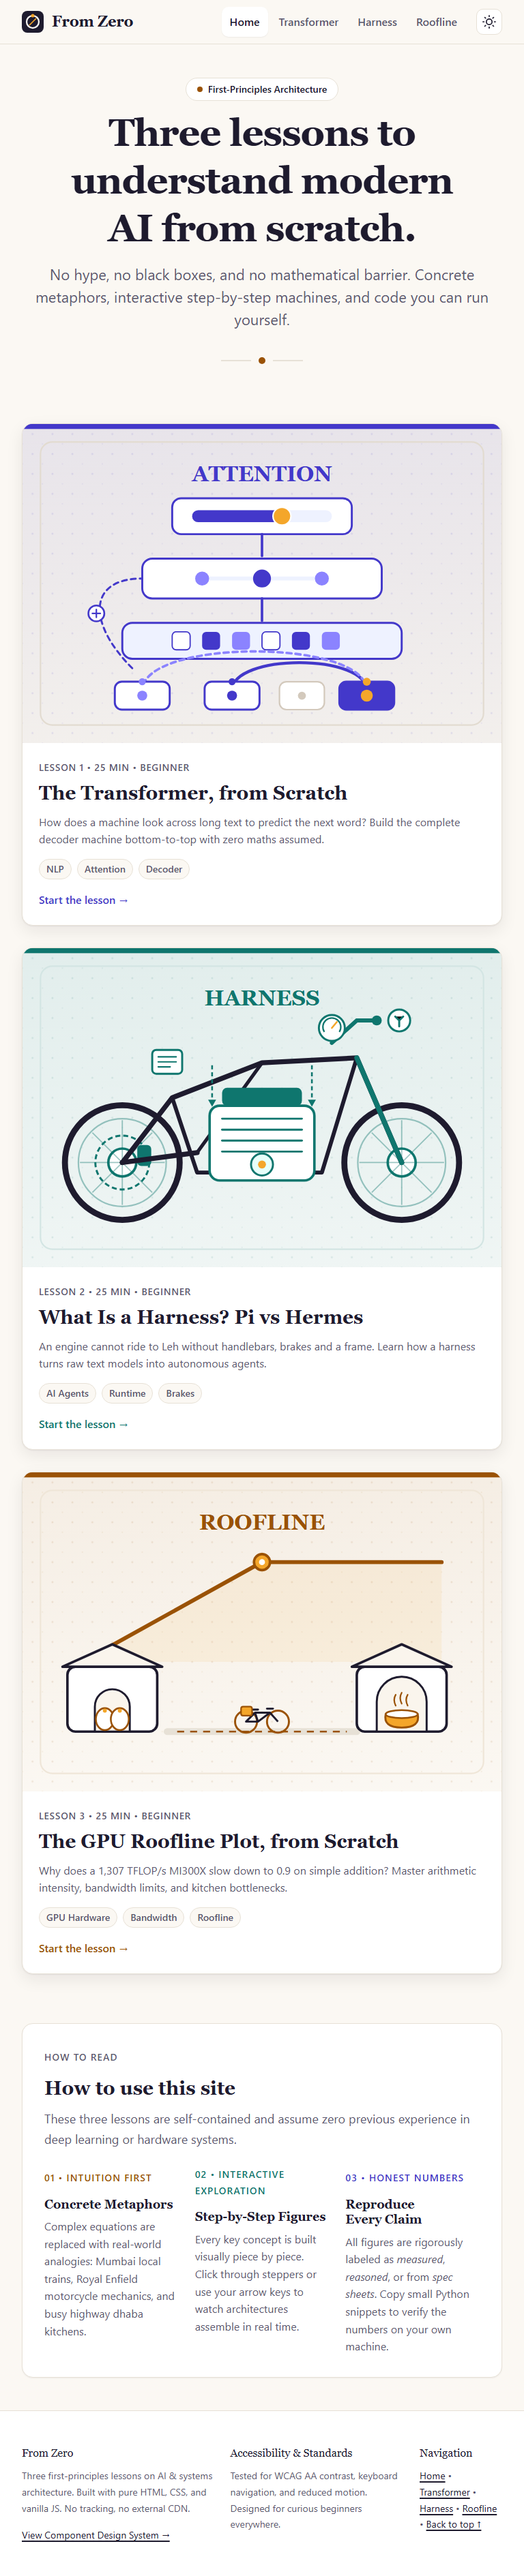 From Zero
Home
Transformer
Harness
Roofline
First-Principles Architecture
Three lessons to
understand modern
AI from scratch.
No hype, no black boxes, and no mathematical barrier. Concrete
metaphors, interactive step-by-step machines, and code you can run
yourself.
ATTENTION
LESSON 1 • 25 MIN • BEGINNER
The Transformer, from Scratch
How does a machine look across long text to predict the next word? Build the complete
decoder machine bottom-to-top with zero maths assumed.
NLP
Attention
Decoder
Start the lesson →
HARNESS
LESSON 2 • 25 MIN • BEGINNER
What Is a Harness? Pi vs Hermes
An engine cannot ride to Leh without handlebars, brakes and a frame. Learn how a harness
turns raw text models into autonomous agents.
AI Agents
Runtime
Brakes
Start the lesson →
ROOFLINE
LESSON 3 • 25 MIN • BEGINNER
The GPU Roofline Plot, from Scratch
Why does a 1,307 TFLOP/s MI300X slow down to 0.9 on simple addition? Master arithmetic
intensity, bandwidth limits, and kitchen bottlenecks.
GPU Hardware
Bandwidth
Roofline
Start the lesson →
HOW TO READ
How to use this site
These three lessons are self-contained and assume zero previous experience in
deep learning or hardware systems.
01 • INTUITION FIRST
Concrete Metaphors
Complex equations are
replaced with real-world
analogies: Mumbai local
trains, Royal Enfield
motorcycle mechanics, and
busy highway dhaba
kitchens.
02 • INTERACTIVE
EXPLORATION
Step-by-Step Figures
Every key concept is built
visually piece by piece.
Click through steppers or
use your arrow keys to
watch architectures
assemble in real time.
03 • HONEST NUMBERS
Reproduce
Every Claim
All figures are rigorously
labeled as measured,
reasoned, or from spec
sheets. Copy small Python
snippets to verify the
numbers on your own
machine.
From Zero
Three first-principles lessons on AI & systems
architecture. Built with pure HTML, CSS, and
vanilla JS. No tracking, no external CDN.
View Component Design System →
Accessibility & Standards
Tested for WCAG AA contrast, keyboard
navigation, and reduced motion.
Designed for curious beginners
everywhere.
Navigation
Home •
Transformer •
Harness • Roofline
• Back to top ↑